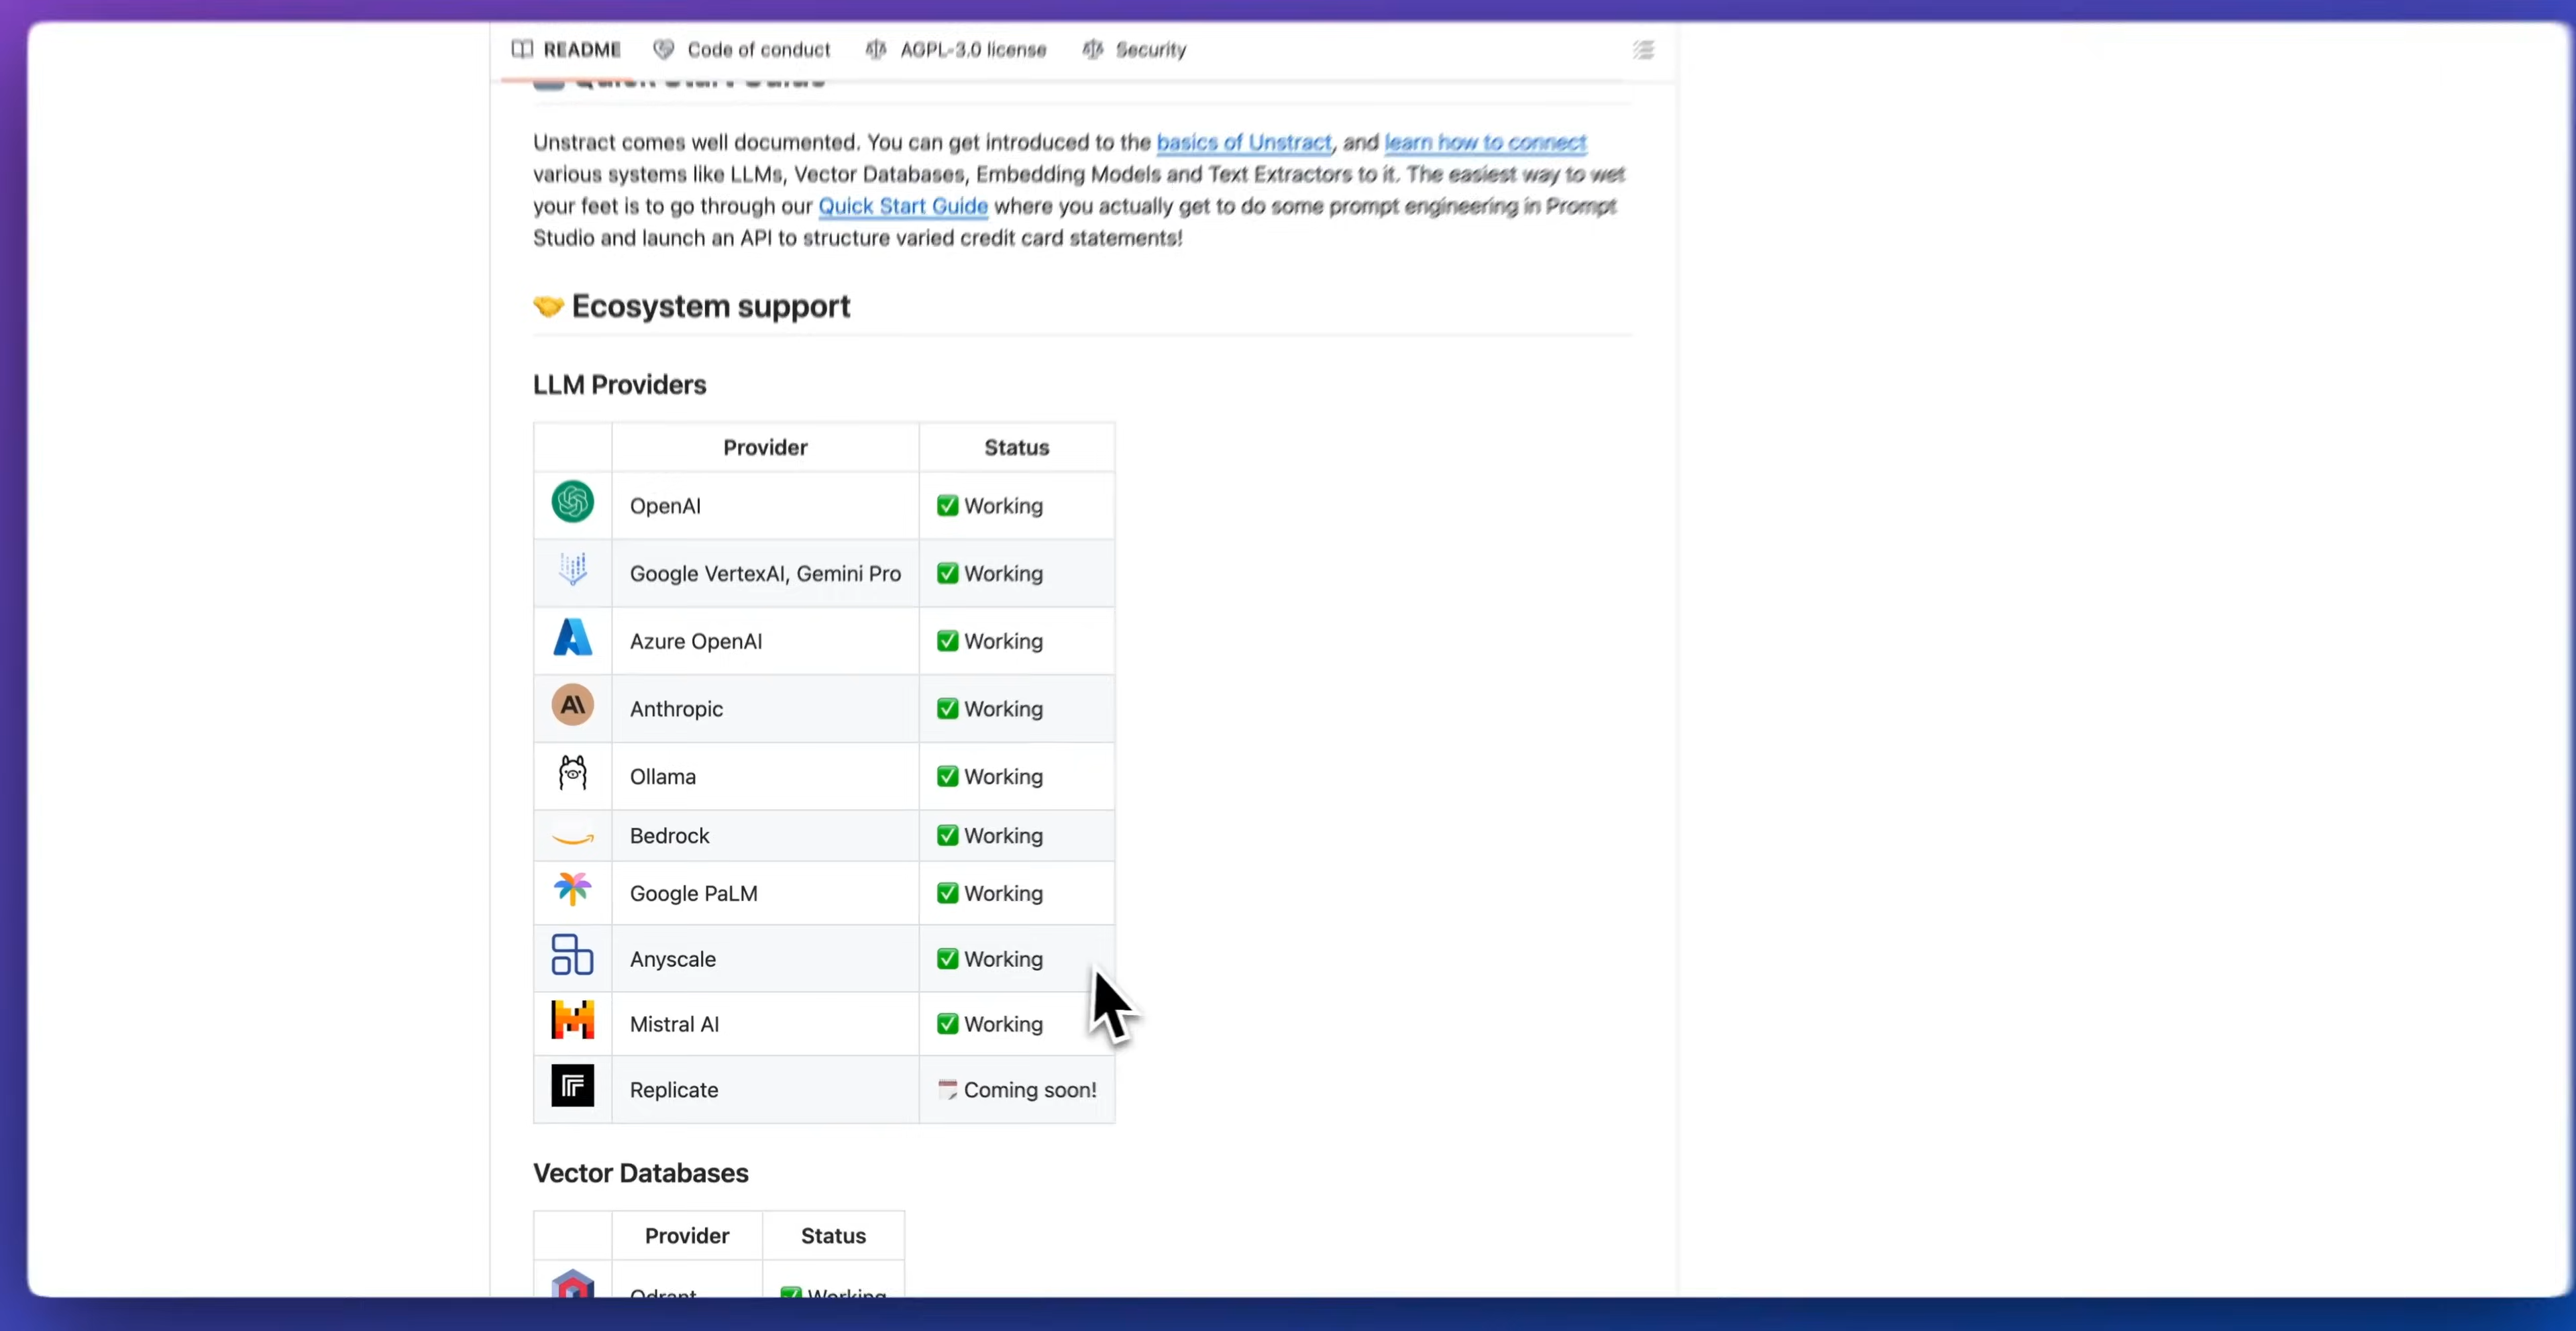 README Code of conduct AGPL-3.0 license Security
Quick Start Guide
Unstract comes well documented. You can get introduced to the basics of Unstract, and learn how to connect
various systems like LLMs, Vector Databases, Embedding Models and Text Extractors to it. The easiest way to wet
your feet is to go through our Quick Start Guide where you actually get to do some prompt engineering in Prompt
Studio and launch an API to structure varied credit card statements!
Ecosystem support
LLM Providers
Provider Status
OpenAI ✅ Working
Google VertexAI, Gemini Pro ✅ Working
Azure OpenAI ✅ Working
Anthropic ✅ Working
Ollama ✅ Working
Bedrock ✅ Working
Google PaLM ✅ Working
Anyscale ✅ Working
Mistral AI ✅ Working
Replicate Coming soon!
Vector Databases
Provider Status
Qdrant ✅ Working